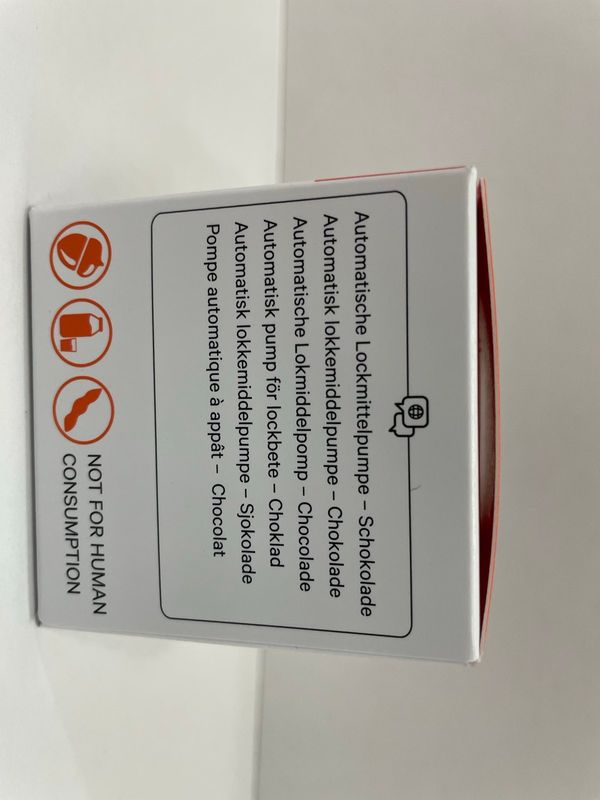 Automatische Lockmittelpumpe – Schokolade
Automatisk lokkemiddelpumpe – Chokolade
Automatische Lokmiddelpomp – Chocolade
Automatisk pump för lockbete – Choklad
Automatisk lokkemiddelpumpe – Sjokolade
Pompe automatique à appât – Chocolat
NOT FOR HUMAN
CONSUMPTION